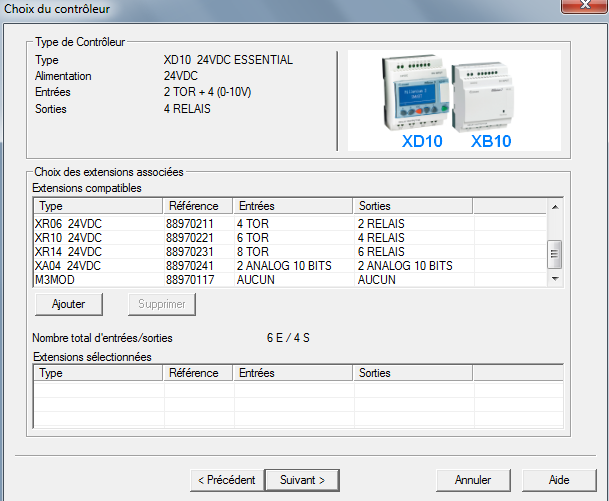 Choix du contrôleur
Type de Contrôleur
Type XD10 24VDC ESSENTIAL
Alimentation 24VDC
Entrées 2 TOR + 4 (0-10V)
Sorties 4 RELAIS
XD10 XB10
Choix des extensions associées
Extensions compatibles
Type Référence Entrées Sorties
XR06 24VDC 88970211 4 TOR 2 RELAIS
XR10 24VDC 88970221 6 TOR 4 RELAIS
XR14 24VDC 88970231 8 TOR 6 RELAIS
XA04 24VDC 88970241 2 ANALOG 10 BITS 2 ANALOG 10 BITS
M3MOD 88970117 AUCUN AUCUN
Ajouter Supprimer
Nombre total d'entrées/sorties 6 E / 4 S
Extensions sélectionnées
Type Référence Entrées Sorties
< Précédent Suivant > Annuler Aide